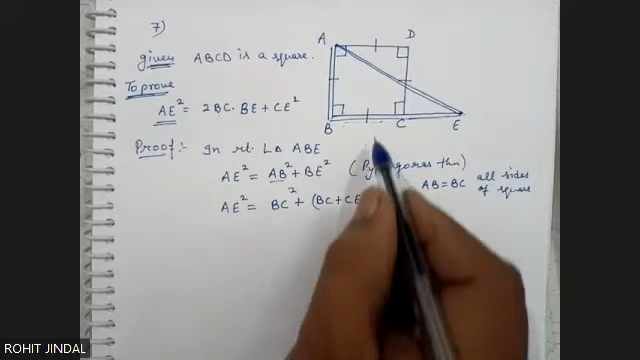 7)
given ABCD is a square.
To prove
AE² = 2BC·BE + CE²
A D
B C E
Proof:- In rt. L∆ ABE
AE² = AB² + BE² (Pythagoras thm)
AB = BC all sides of square
AE² = BC² + (BC + CE
ROHIT JINDAL